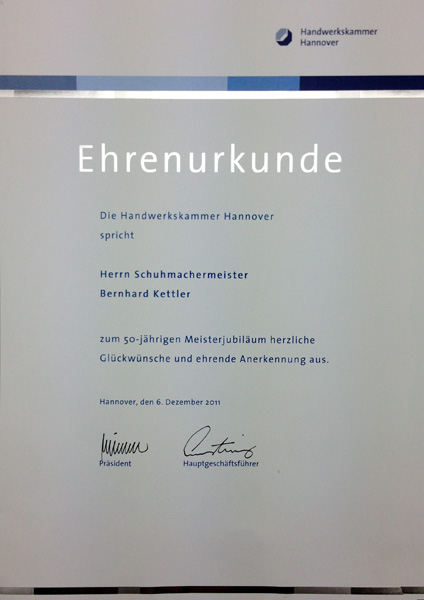 Handwerkskammer
Hannover
Ehrenurkunde
Die Handwerkskammer Hannover
spricht
Herrn Schuhmachermeister
Bernhard Kettler
zum 50-jährigen Meisterjubiläum herzliche
Glückwünsche und ehrende Anerkennung aus.
Hannover, den 6. Dezember 2011
Präsident Hauptgeschäftsführer